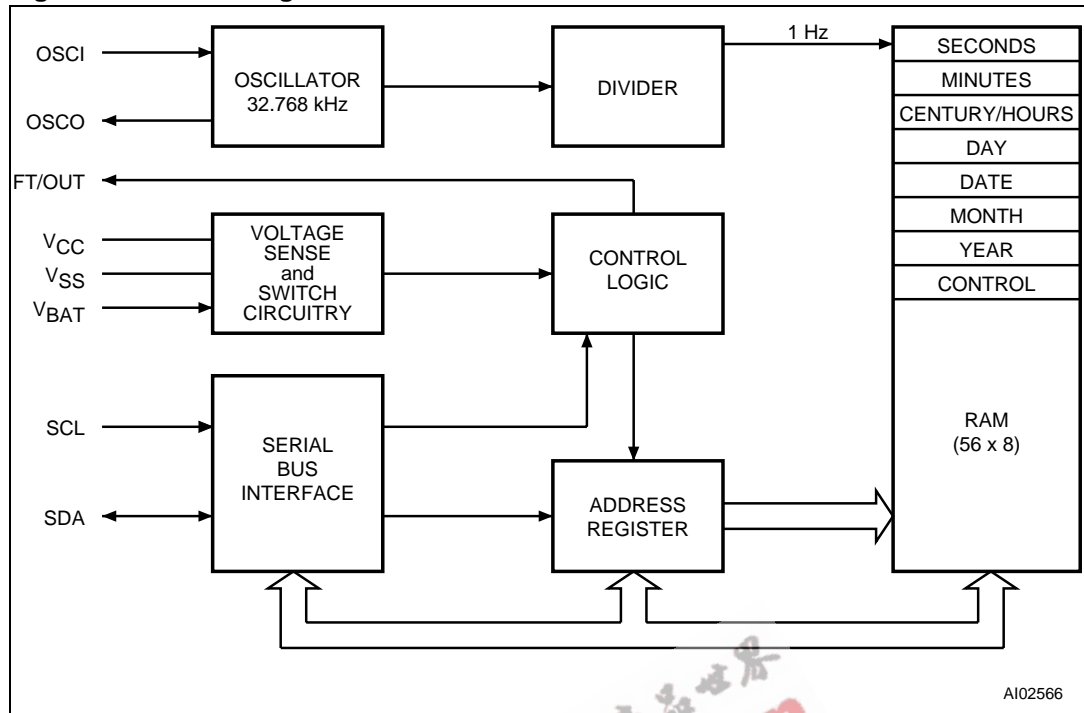 OSCI
OSCO
FT/OUT
VCC
VSS
VBAT
SCL
SDA
OSCILLATOR
32.768 kHz
DIVIDER
1 Hz
VOLTAGE
SENSE
and
SWITCH
CIRCUITRY
CONTROL
LOGIC
SERIAL
BUS
INTERFACE
ADDRESS
REGISTER
SECONDS
MINUTES
CENTURY/HOURS
DAY
DATE
MONTH
YEAR
CONTROL
RAM
(56 x 8)
AI02566